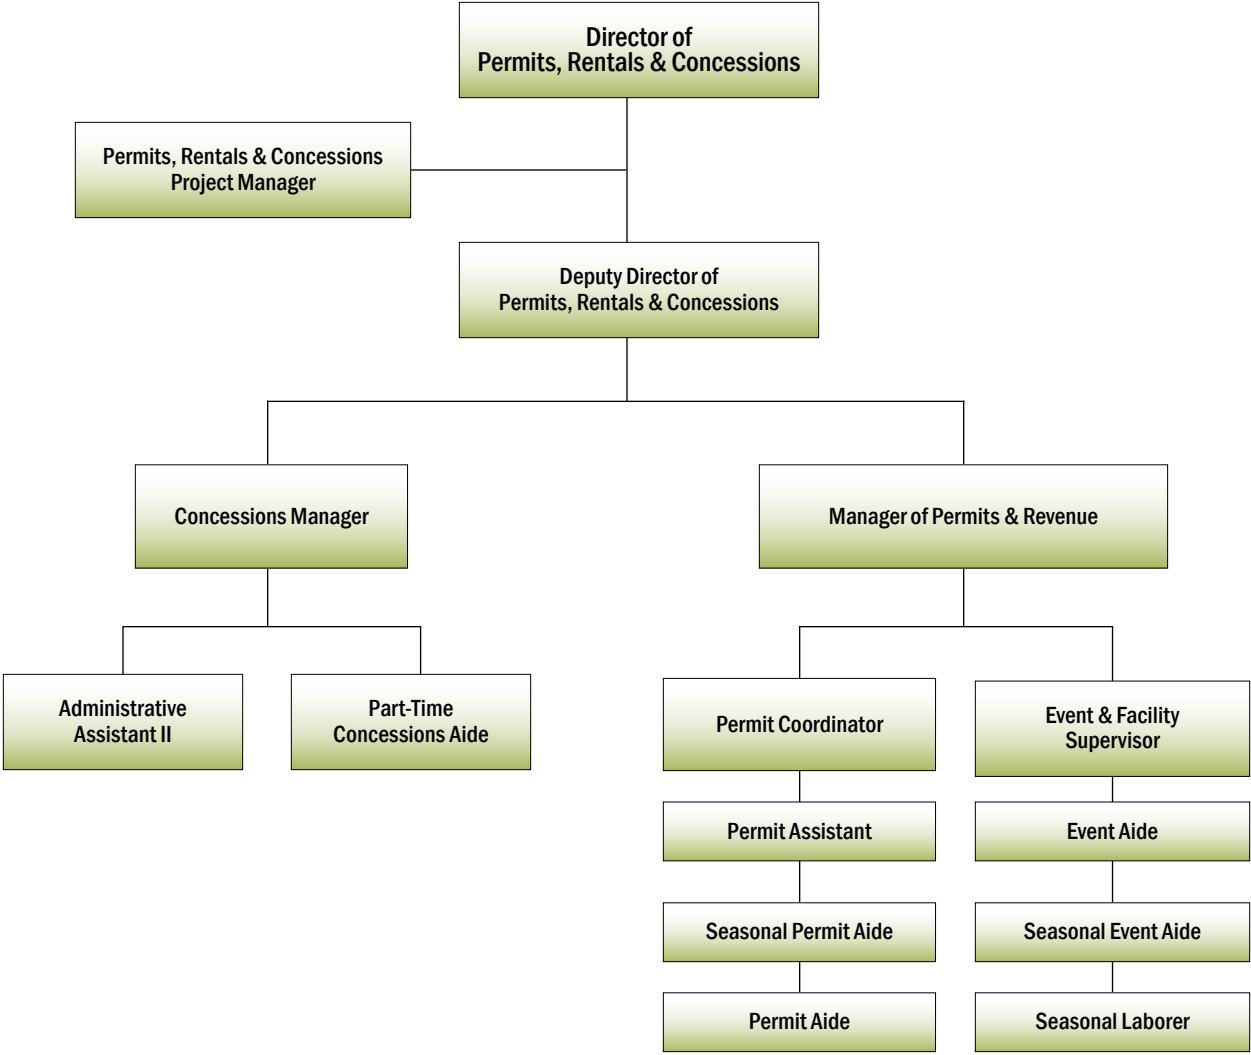 Director of
Permits, Rentals & Concessions
Permits, Rentals & Concessions
Project Manager
Deputy Director of
Permits, Rentals & Concessions
Concessions Manager
Manager of Permits & Revenue
Administrative
Assistant II
Part-Time
Concessions Aide
Permit Coordinator
Event & Facility
Supervisor
Permit Assistant
Event Aide
Seasonal Permit Aide
Seasonal Event Aide
Permit Aide
Seasonal Laborer